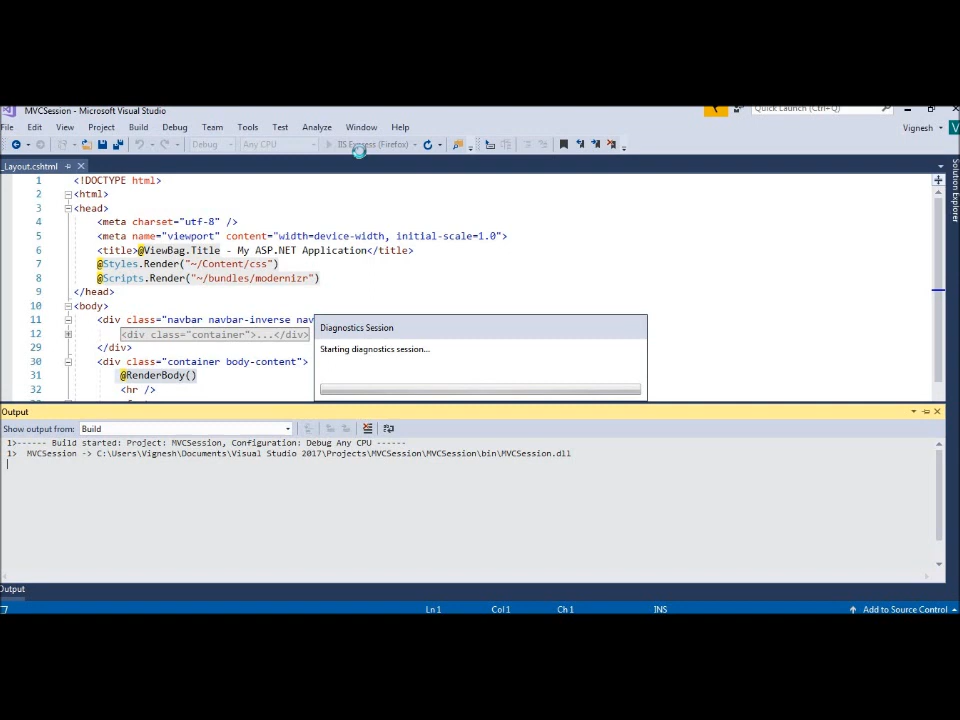 MVCSession - Microsoft Visual Studio
Quick Launch (Ctrl+Q)
File Edit View Project Build Debug Team Tools Test Analyze Window Help
Vignesh
V
Debug Any CPU IIS Express (Firefox)
_Layout.cshtml
Solution Explorer
1 <!DOCTYPE html>
2 <html>
3 <head>
4 <meta charset="utf-8" />
5 <meta name="viewport" content="width=device-width, initial-scale=1.0">
6 <title>@ViewBag.Title - My ASP.NET Application</title>
7 @Styles.Render("~/Content/css")
8 @Scripts.Render("~/bundles/modernizr")
9 </head>
10 <body>
11 <div class="navbar navbar-inverse nav
12 <div class="container">...</div>
29 </div>
30 <div class="container body-content">
31 @RenderBody()
32 <hr />
Diagnostics Session
Starting diagnostics session...
Output
Show output from: Build
1>------ Build started: Project: MVCSession, Configuration: Debug Any CPU ------
1> MVCSession -> C:\Users\Vignesh\Documents\Visual Studio 2017\Projects\MVCSession\MVCSession\bin\MVCSession.dll
Output
Ln 1 Col 1 Ch 1 INS Add to Source Control